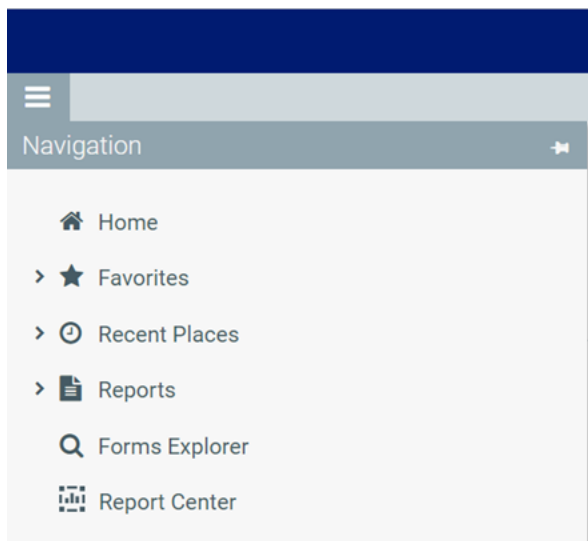 Navigation
Home
Favorites
Recent Places
Reports
Forms Explorer
Report Center